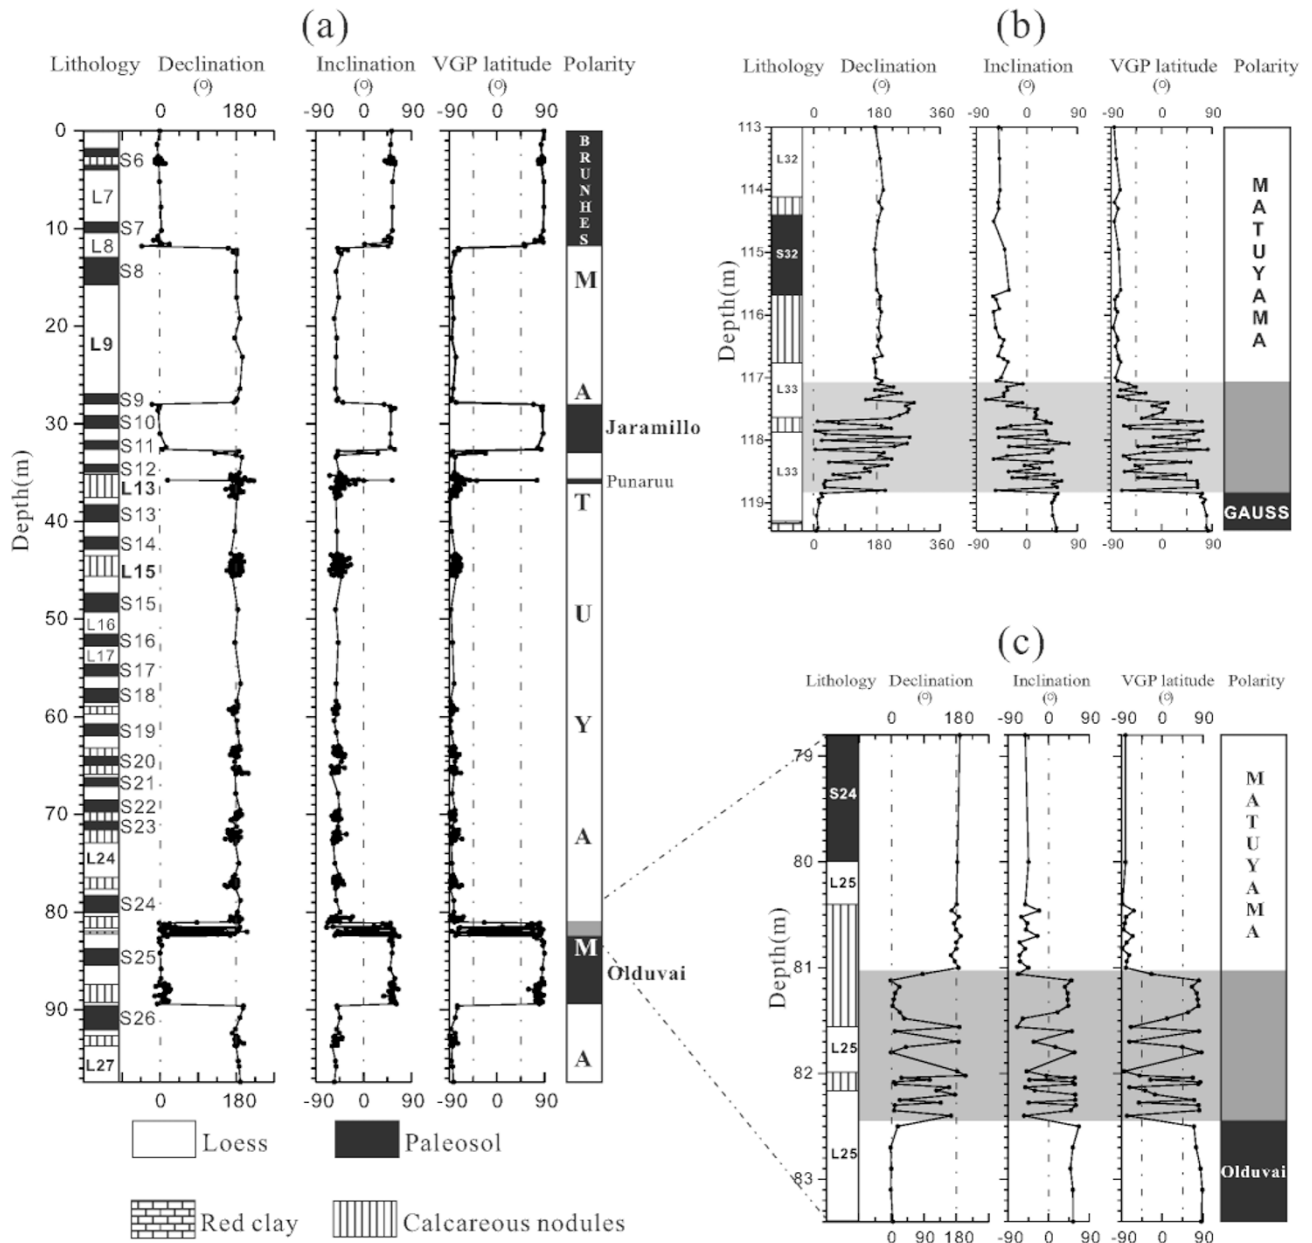 (a)
Lithology Declination Inclination VGP latitude Polarity
(o) (o) (o)
0 180 -90 0 90 -90 0 90
Depth(m)
0
10
20
30
40
50
60
70
80
90
S6
L7
S7
L8
S8
L9
S9
S10
S11
S12
L13
S13
S14
L15
S15
L16
S16
L17
S17
S18
S19
S20
S21
S22
S23
L24
S24
S25
S26
L27
BRUNHES
MATUYAMA
Jaramillo
Punaruu
Olduvai
0 180 -90 0 90 -90 0 90
Loess
Paleosol
Red clay
Calcareous nodules
(b)
Lithology Declination Inclination VGP latitude Polarity
(o) (o) (o)
0 180 360 -90 0 90 -90 0 90
Depth(m)
113
114
115
116
117
118
119
L32
S32
L33
L33
MATUYAMA
GAUSS
0 180 360 -90 0 90 -90 0 90
(c)
Lithology Declination Inclination VGP latitude Polarity
(o) (o) (o)
0 180 -90 0 90 -90 0 90
Depth(m)
79
80
81
82
83
S24
L25
L25
L25
MATUYAMA
Olduvai
0 180 -90 0 90 -90 0 90